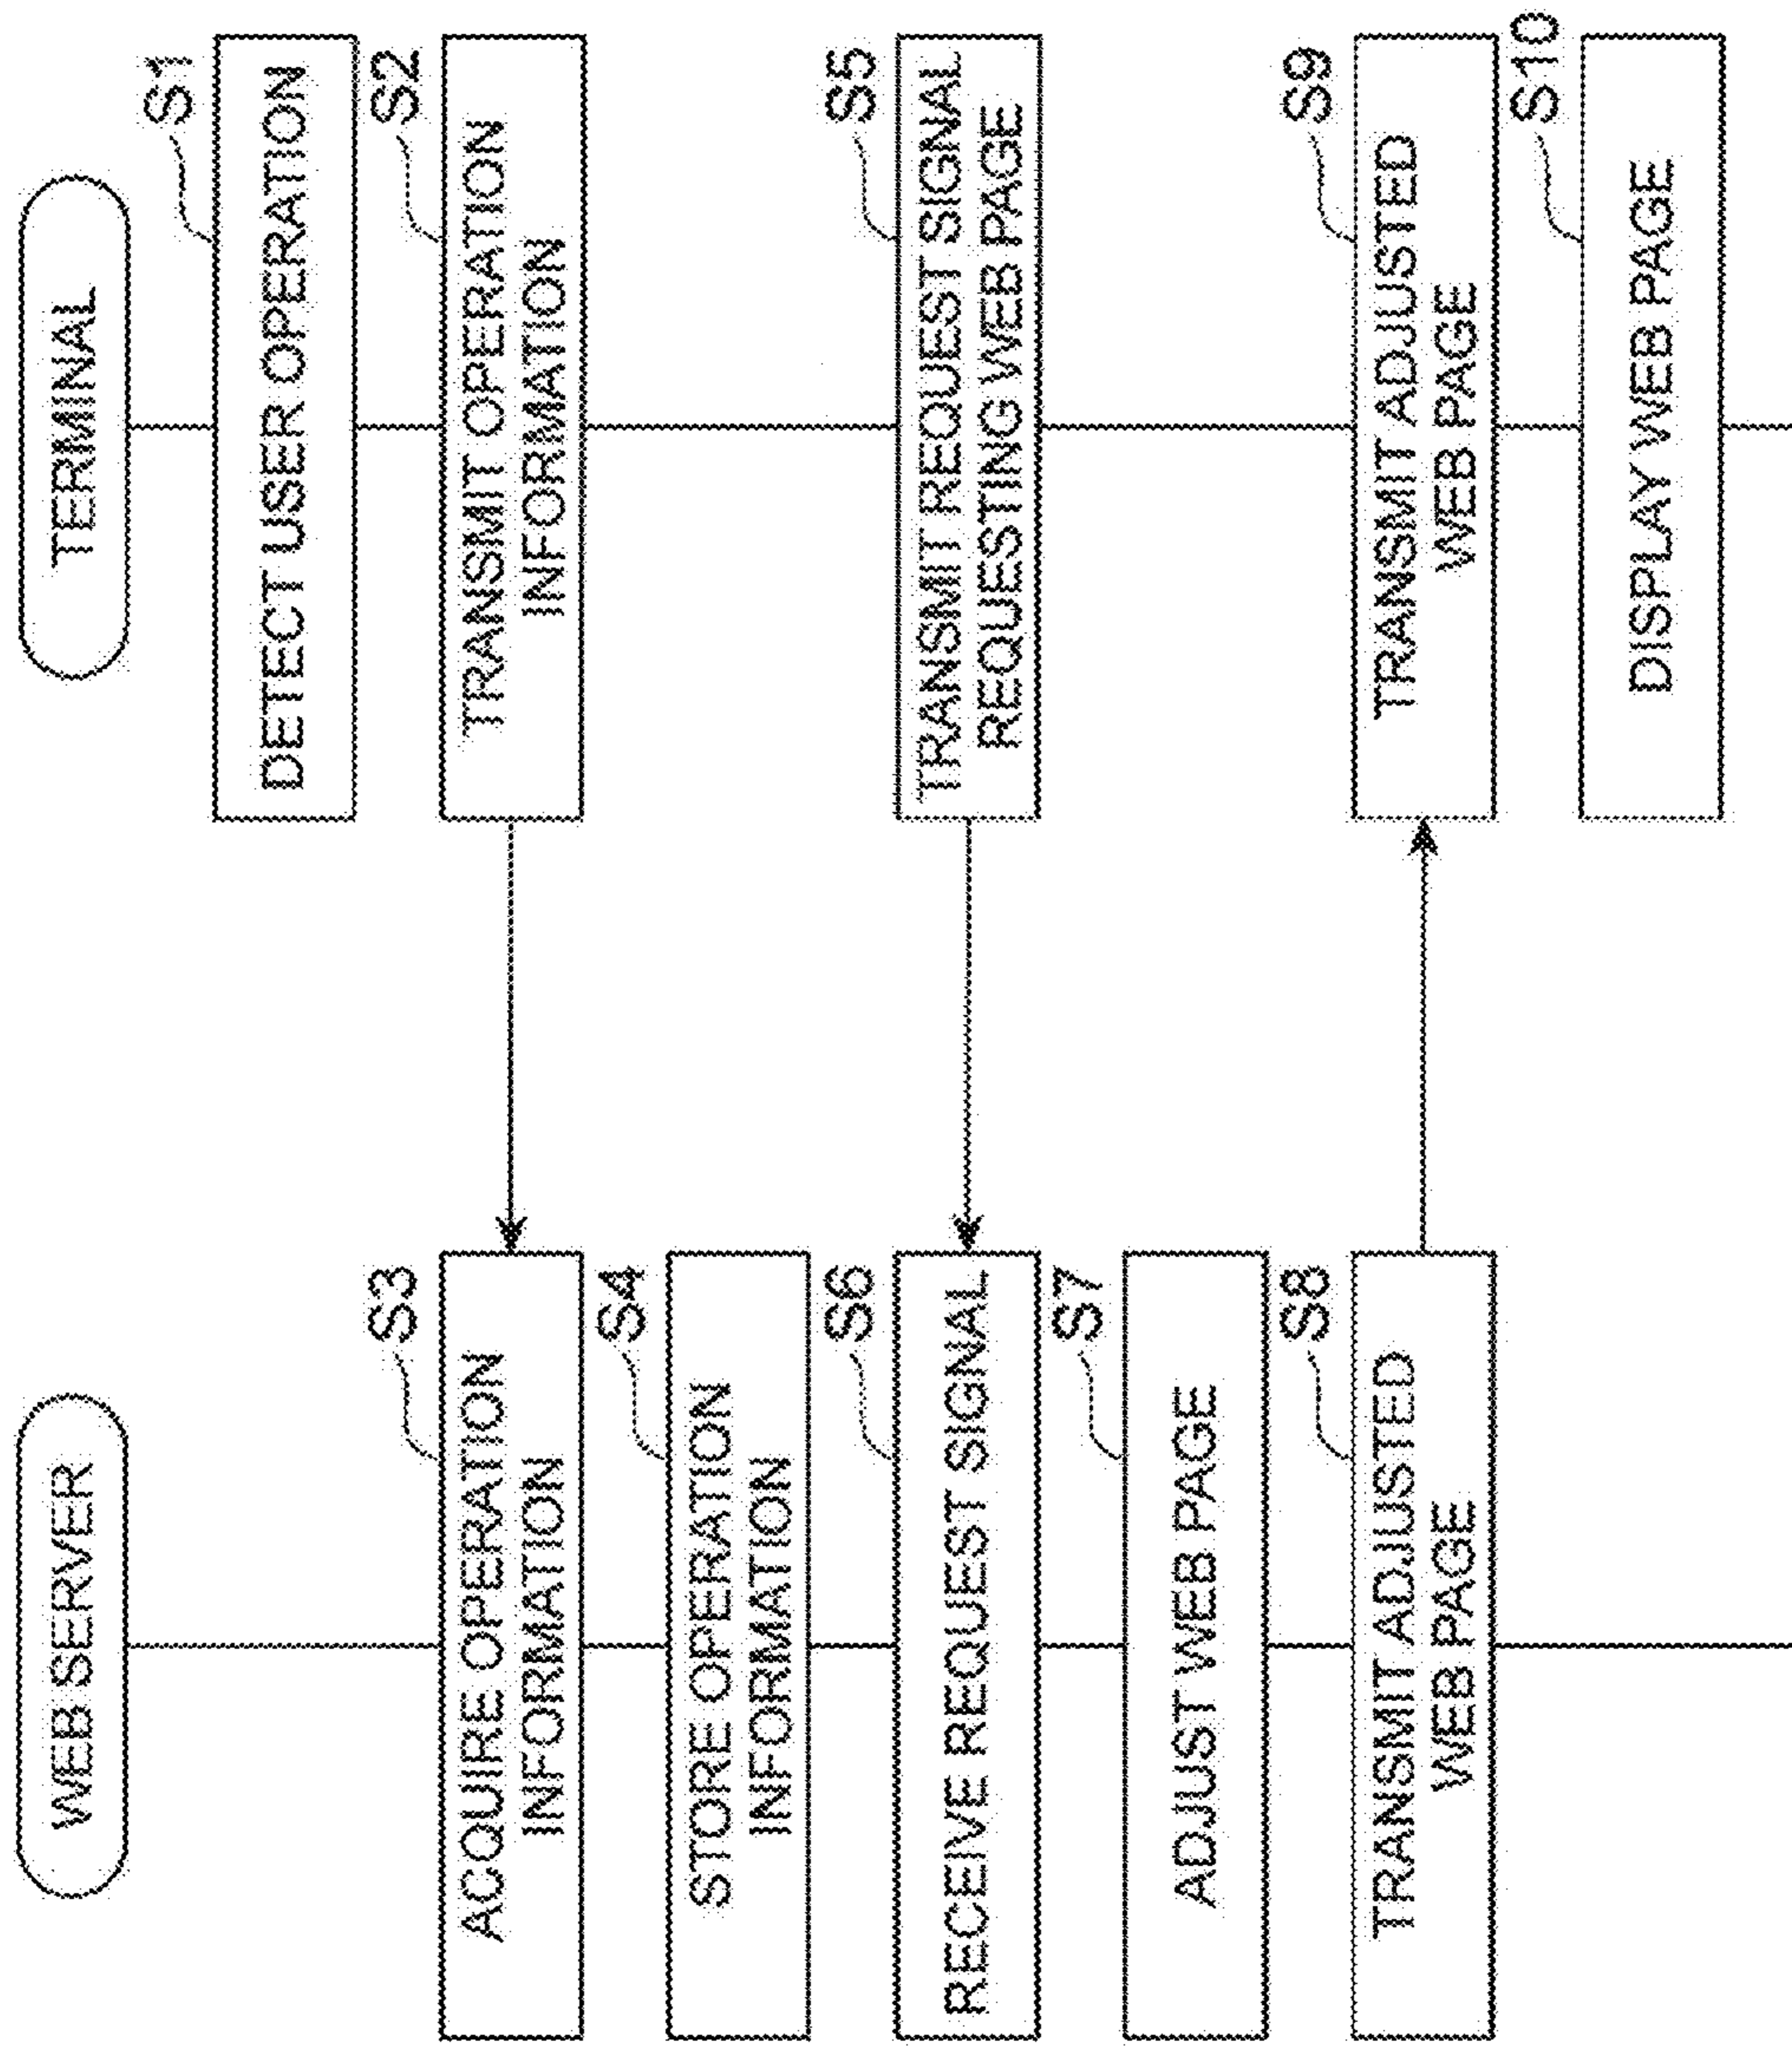 WEB SERVER
TERMINAL
S1
DETECT USER OPERATION
S3
ACQUIRE OPERATION
INFORMATION
S2
TRANSMIT OPERATION
INFORMATION
S4
STORE OPERATION
INFORMATION
S6
RECEIVE REQUEST SIGNAL
S5
TRANSMIT REQUEST SIGNAL
REQUESTING WEB PAGE
S7
ADJUST WEB PAGE
S8
TRANSMIT ADJUSTED
WEB PAGE
S9
TRANSMIT ADJUSTED
WEB PAGE
S10
DISPLAY WEB PAGE